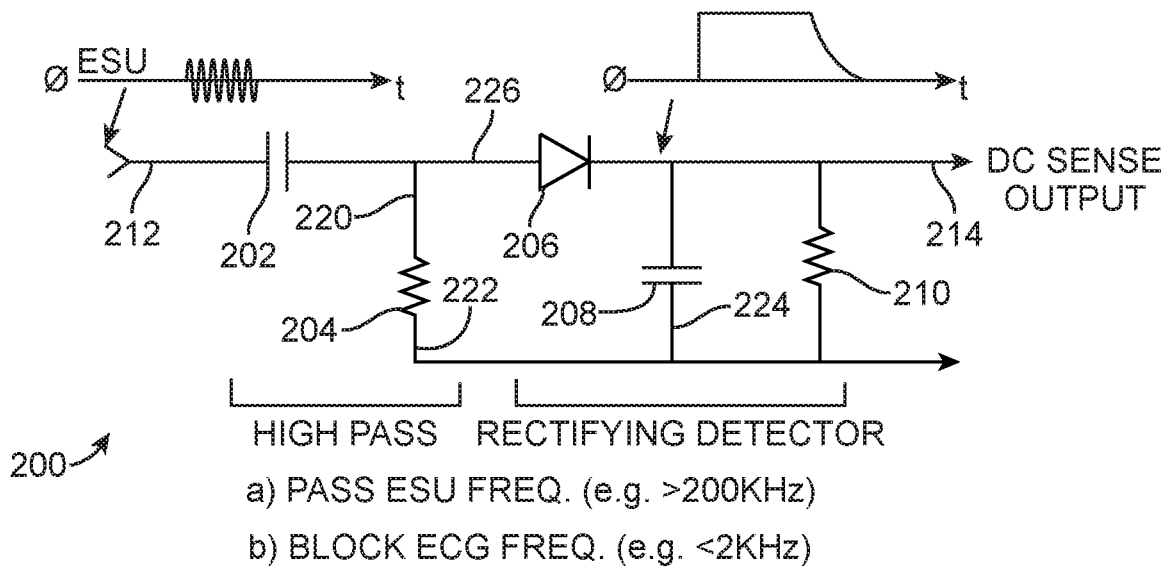 Ø ESU
t
Ø
t
226
DC SENSE
OUTPUT
212
202
220
206
214
204
222
208
224
210
HIGH PASS
RECTIFYING DETECTOR
200
a) PASS ESU FREQ. (e.g. >200KHz)
b) BLOCK ECG FREQ. (e.g. <2KHz)